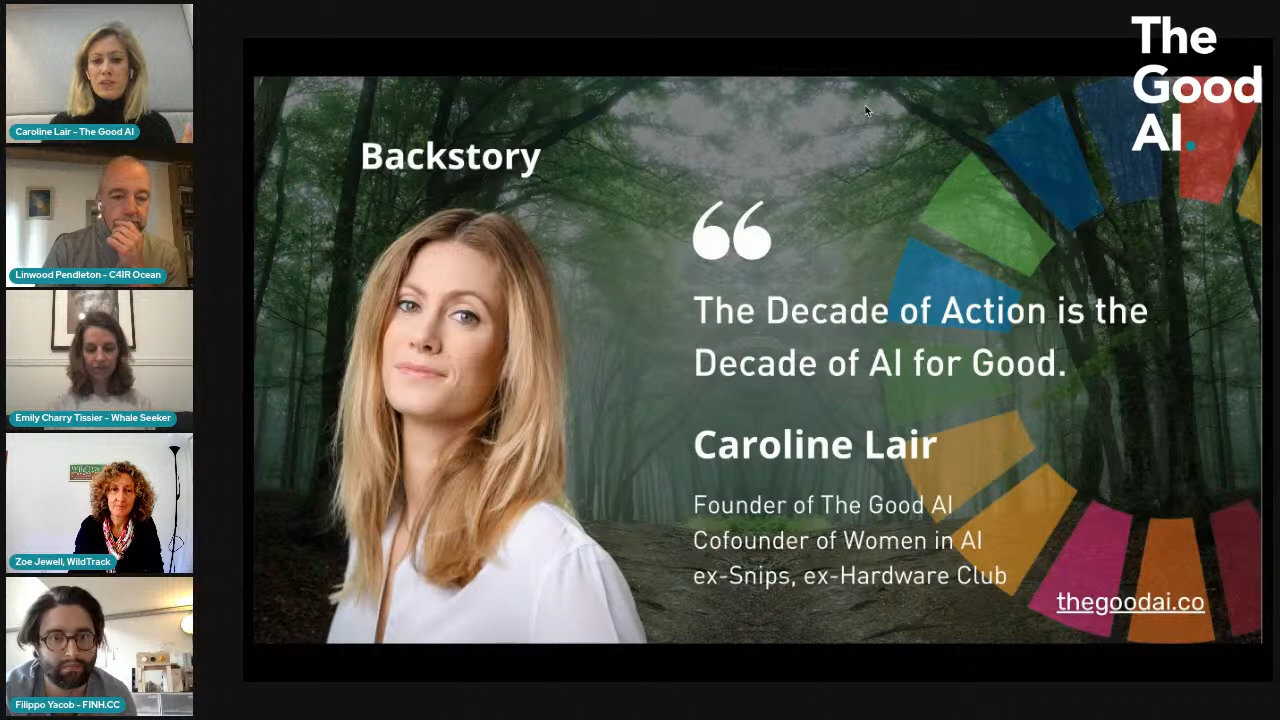 Caroline Lair - The Good AI
Linwood Pendleton - C4IR Ocean
Emily Charry Tissier - Whale Seeker
Zoe Jewell, WildTrack
Filippo Yacob - FINH.CC
The
Good
AI.
Backstory
“
The Decade of Action is the
Decade of AI for Good.
Caroline Lair
Founder of The Good AI
Cofounder of Women in AI
ex-Snips, ex-Hardware Club
thegoodai.co